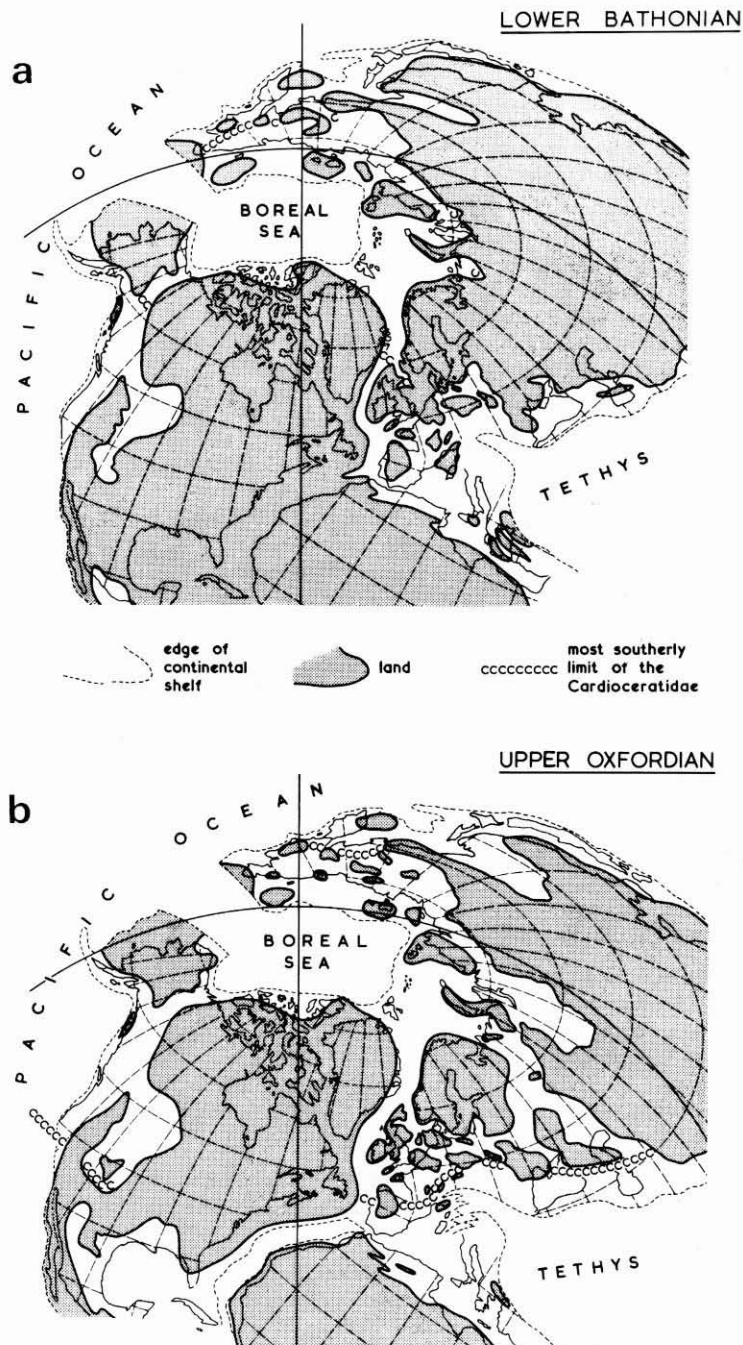 LOWER BATHONIAN
a
PACIFIC OCEAN
BOREAL
SEA
TETHYS
edge of
continental
shelf
land
ccccccccc
most southerly
limit of the
Cardioceratidae
UPPER OXFORDIAN
b
PACIFIC OCEAN
BOREAL
SEA
TETHYS